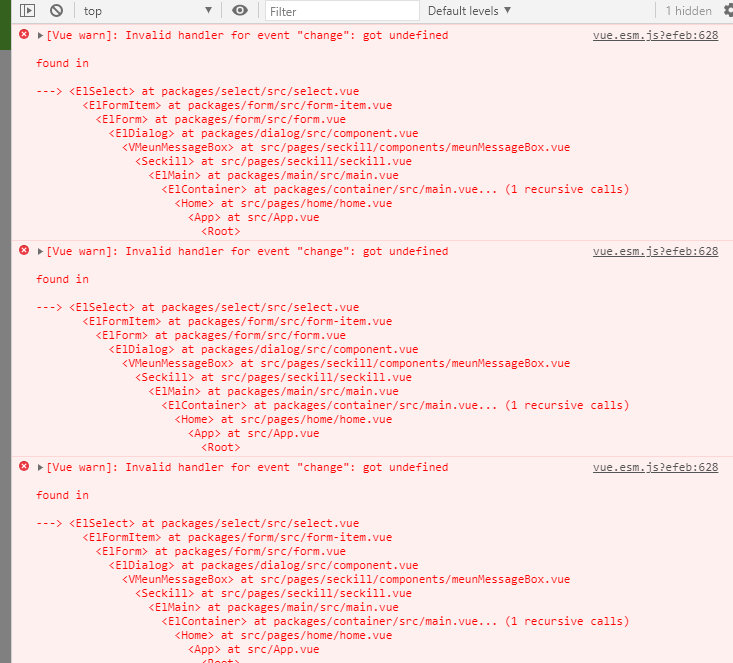 top ▼ Filter Default levels ▼ 1 hidden
[Vue warn]: Invalid handler for event "change": got undefined vue.esm.js?efeb:628
found in
---> <ElSelect> at packages/select/src/select.vue
<ElFormItem> at packages/form/src/form-item.vue
<ElForm> at packages/form/src/form.vue
<ElDialog> at packages/dialog/src/component.vue
<VMeunMessageBox> at src/pages/seckill/components/meunMessageBox.vue
<Seckill> at src/pages/seckill/seckill.vue
<ElMain> at packages/main/src/main.vue
<ElContainer> at packages/container/src/main.vue... (1 recursive calls)
<Home> at src/pages/home/home.vue
<App> at src/App.vue
<Root>
[Vue warn]: Invalid handler for event "change": got undefined vue.esm.js?efeb:628
found in
---> <ElSelect> at packages/select/src/select.vue
<ElFormItem> at packages/form/src/form-item.vue
<ElForm> at packages/form/src/form.vue
<ElDialog> at packages/dialog/src/component.vue
<VMeunMessageBox> at src/pages/seckill/components/meunMessageBox.vue
<Seckill> at src/pages/seckill/seckill.vue
<ElMain> at packages/main/src/main.vue
<ElContainer> at packages/container/src/main.vue... (1 recursive calls)
<Home> at src/pages/home/home.vue
<App> at src/App.vue
<Root>
[Vue warn]: Invalid handler for event "change": got undefined vue.esm.js?efeb:628
found in
---> <ElSelect> at packages/select/src/select.vue
<ElFormItem> at packages/form/src/form-item.vue
<ElForm> at packages/form/src/form.vue
<ElDialog> at packages/dialog/src/component.vue
<VMeunMessageBox> at src/pages/seckill/components/meunMessageBox.vue
<Seckill> at src/pages/seckill/seckill.vue
<ElMain> at packages/main/src/main.vue
<ElContainer> at packages/container/src/main.vue... (1 recursive calls)
<Home> at src/pages/home/home.vue
<App> at src/App.vue